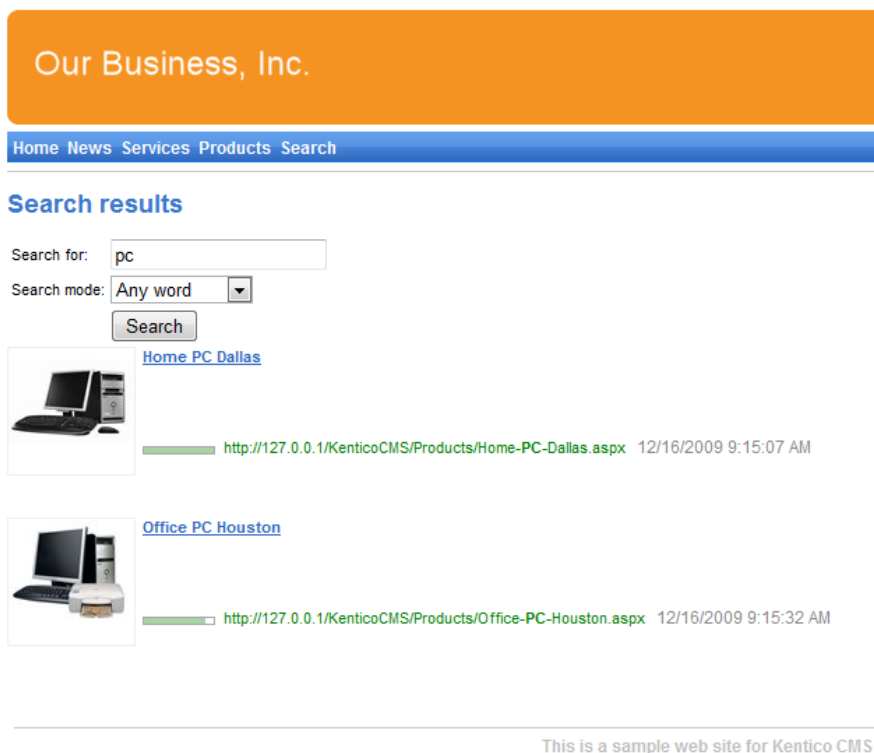 Our Business, Inc.
Home News Services Products Search
Search results
Search for: pc
Search mode: Any word
Search
Home PC Dallas
http://127.0.0.1/KenticoCMS/Products/Home-PC-Dallas.aspx 12/16/2009 9:15:07 AM
Office PC Houston
http://127.0.0.1/KenticoCMS/Products/Office-PC-Houston.aspx 12/16/2009 9:15:32 AM
This is a sample web site for Kentico CMS